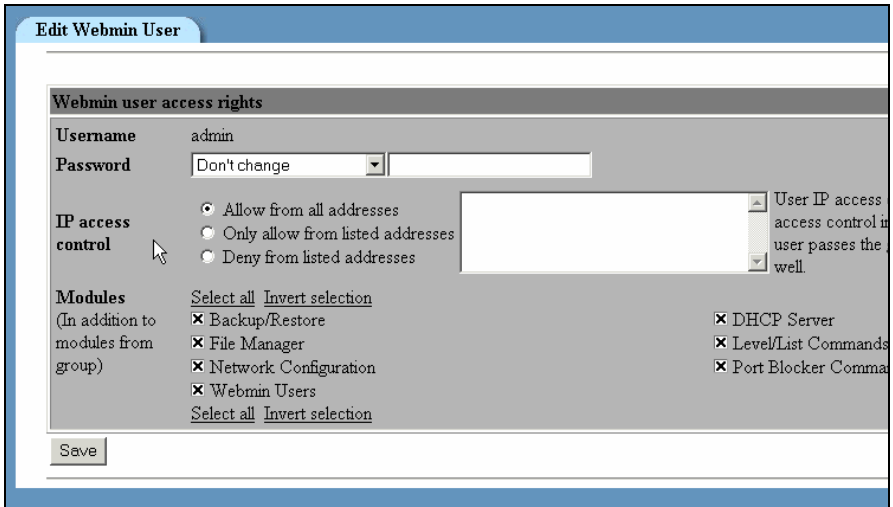 Edit Webmin User
Webmin user access rights
Username admin
Password Don't change
IP access control
Allow from all addresses
Only allow from listed addresses
Deny from listed addresses
User IP access
access control
user passes the
well.
Modules
(In addition to
modules from
group)
Select all Invert selection
Backup/Restore
File Manager
Network Configuration
Webmin Users
Select all Invert selection
DHCP Server
Level/List Commands
Port Blocker
Save